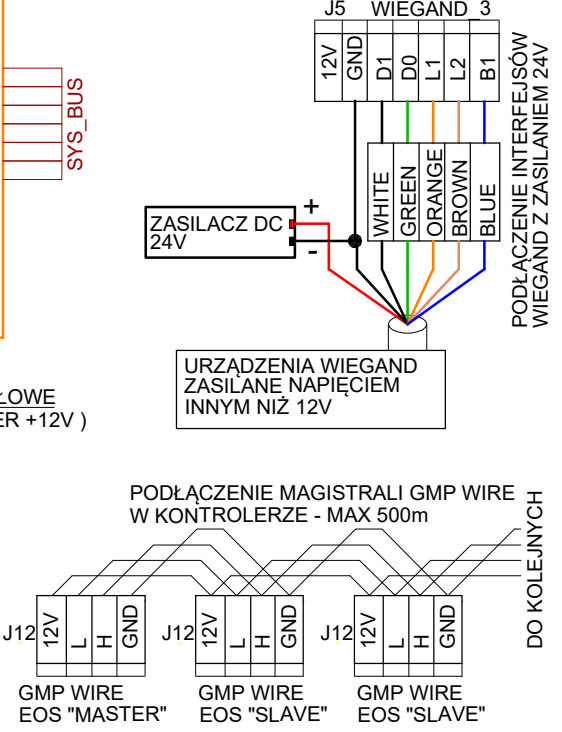 J5 WIEGAND_3
12V GND D1 D0 L1 L2 B1
PODŁĄCZENIE INTERFEJSÓW
WIEGAND Z ZASILANIEM 24V
SYS_BUS
WHITE GREEN ORANGE BROWN BLUE
ZASILACZ DC
24V
+
-
URZĄDZENIA WIEGAND
ZASILANE NAPIĘCIEM
INNYM NIŻ 12V
ŁOWE
ER +12V )
PODŁĄCZENIE MAGISTRALI GMP WIRE
W KONTROLERZE - MAX 500m
DO KOLEJNYCH
J12 12V L H GND
J12 12V L H GND
J12 12V L H GND
GMP WIRE
EOS "MASTER"
GMP WIRE
EOS "SLAVE"
GMP WIRE
EOS "SLAVE"